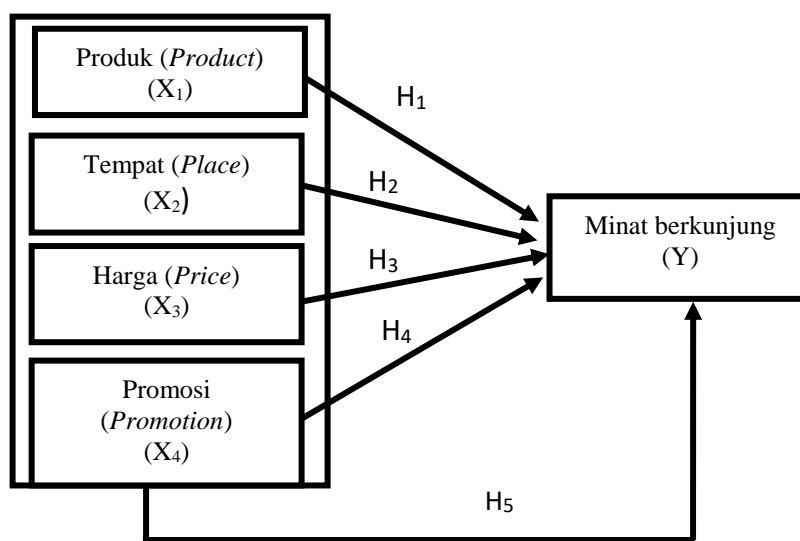 Produk (Product)
(X₁)
H₁
Tempat (Place)
(X₂)
H₂
Minat berkunjung
(Y)
Harga (Price)
(X₃)
H₃
H₄
Promosi
(Promotion)
(X₄)
H₅